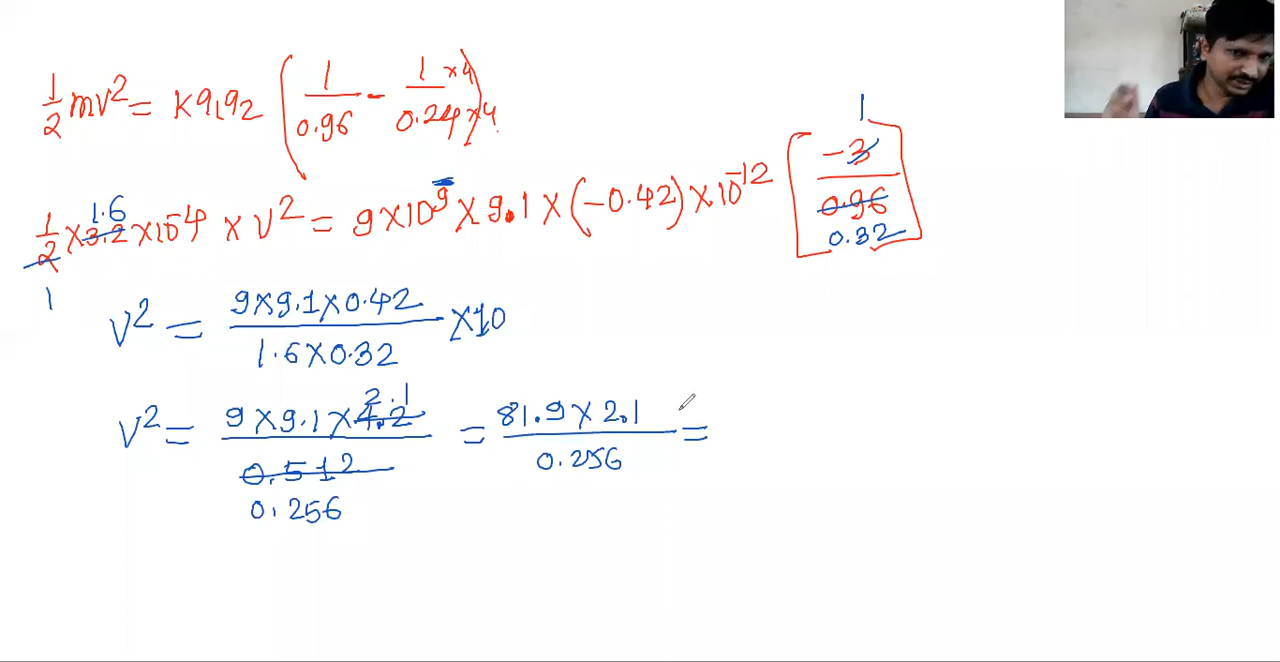 1/2 mv² = Kq₁q₂ ( 1/0.96 - 1×4/0.24×4 )
1/2 × 3.2 1.6 × 10⁻⁴ × v² = 9×10⁹ × 9.1 × (-0.42) × 10⁻¹² [ -3/0.96 1 0.32 ]
1
v² = 9×9.1×0.42/1.6×0.32 ×10
v² = 9×9.1×4.2 2.1/0.512 0.256 = 81.9×2.1/0.256 =